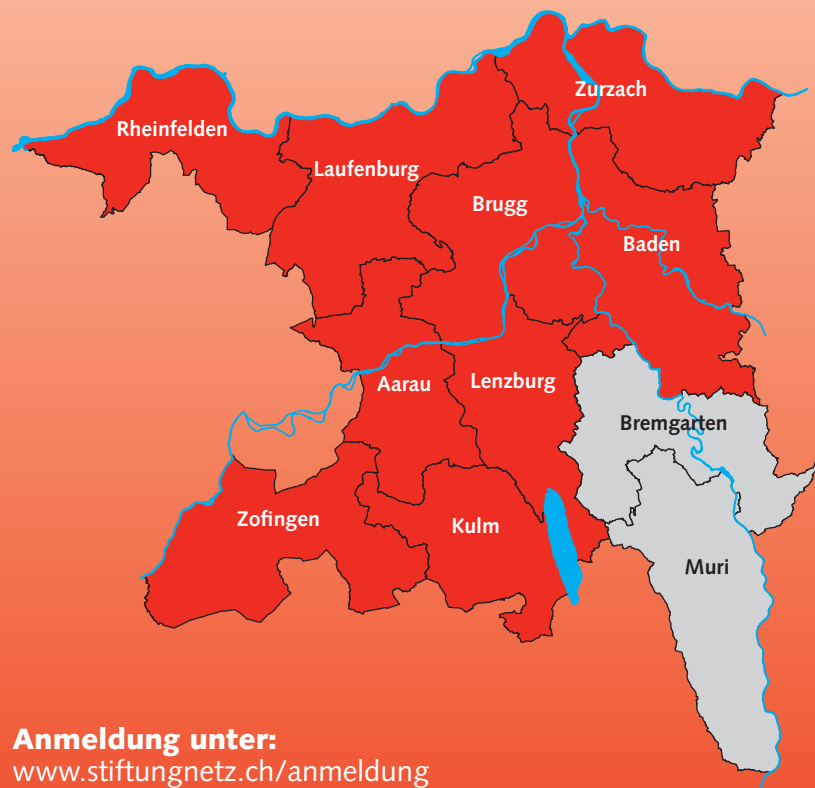 Zurzach
Rheinfelden
Laufenburg
Brugg
Baden
Aarau
Lenzburg
Bremgarten
Zofingen
Kulm
Muri
Anmeldung unter:
www.stiftungnetz.ch/anmeldung